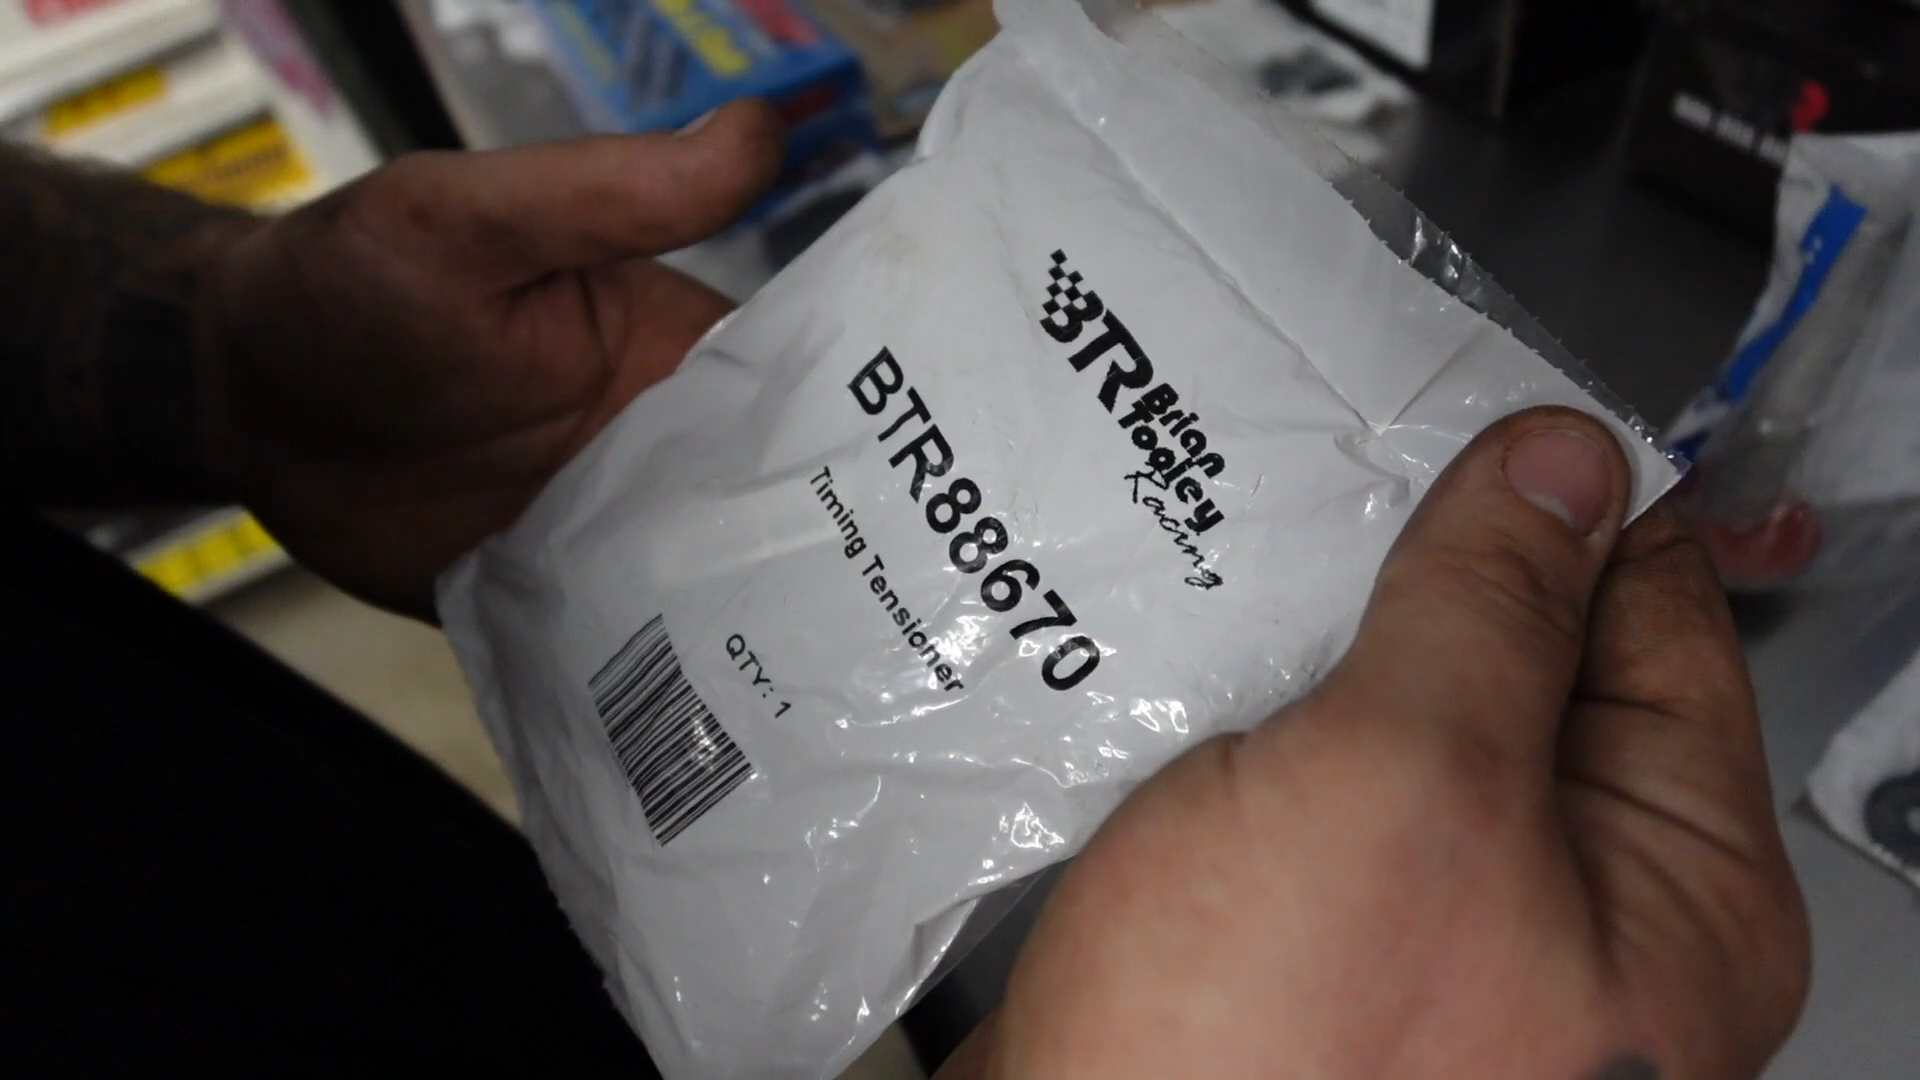 BTR Brian
Tooley
Racing
BTR88670
Timing Tensioner
QTY: 1